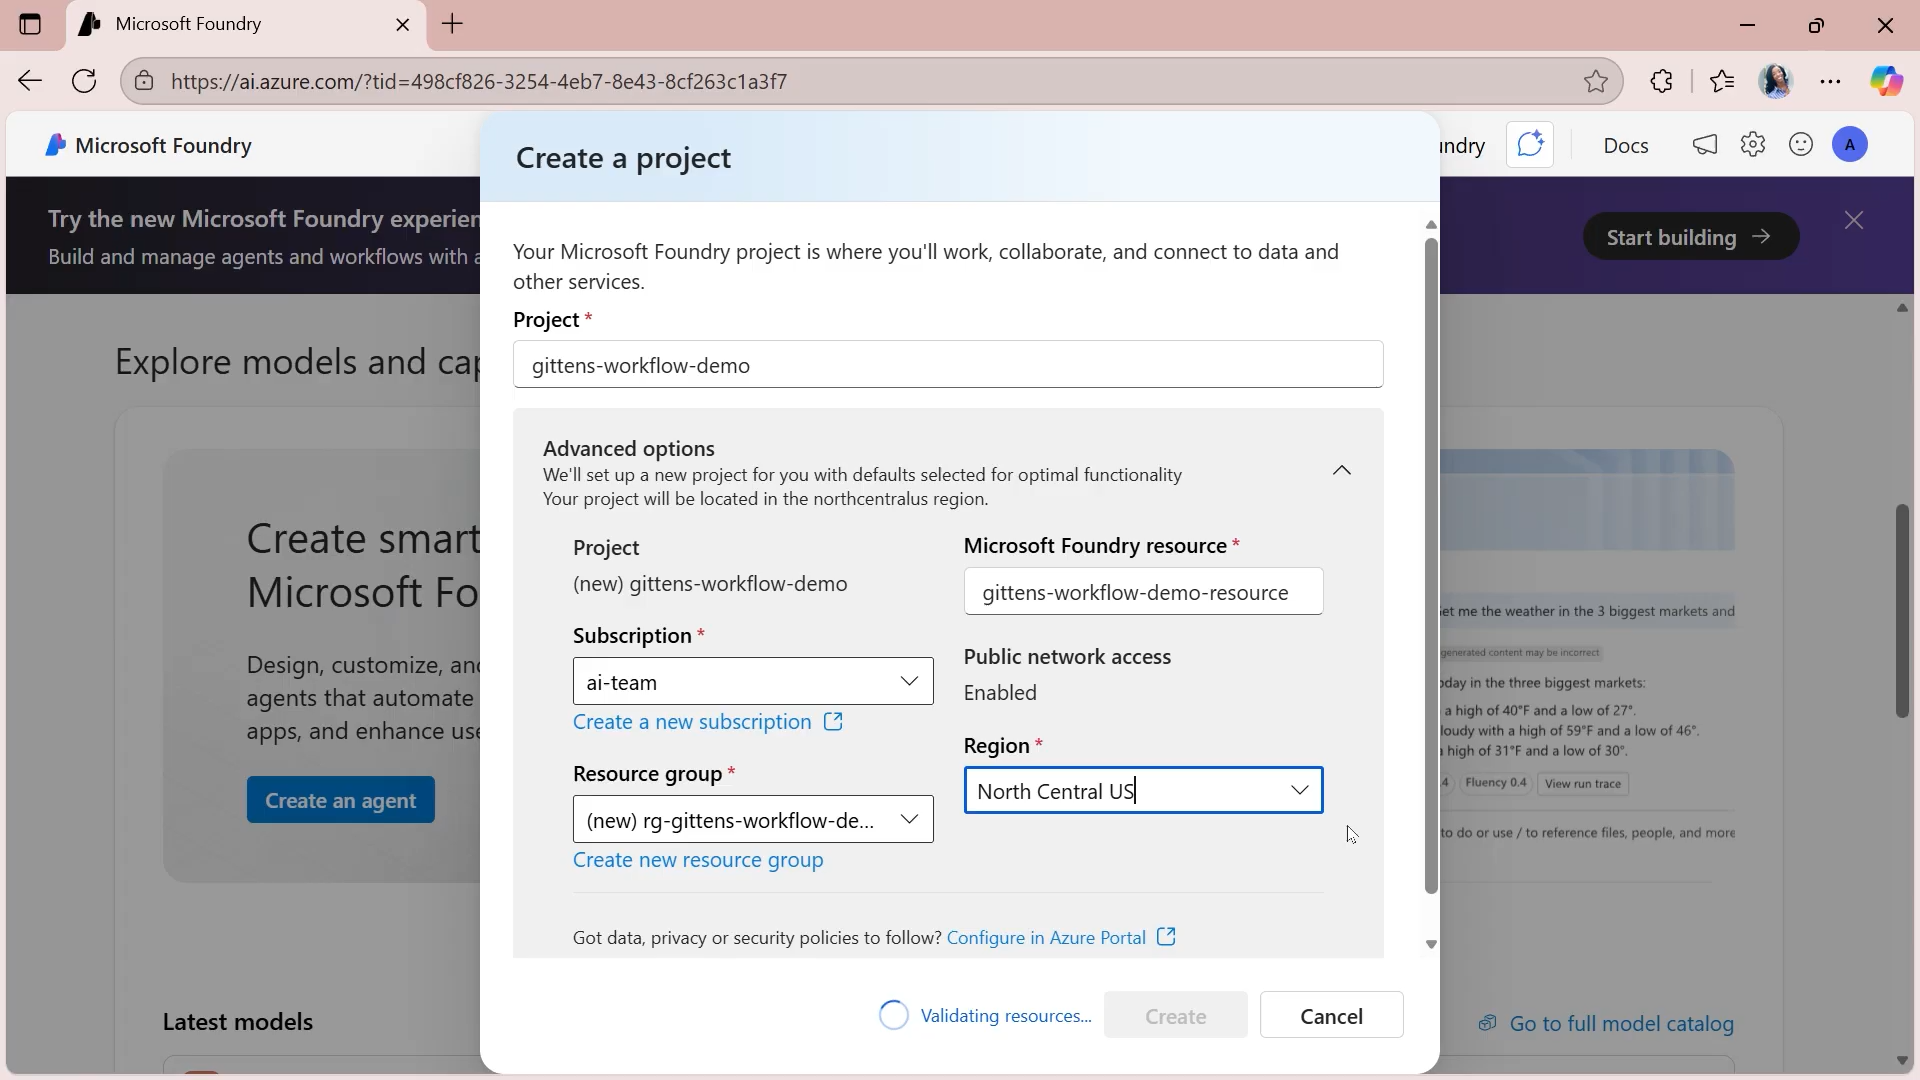 Microsoft Foundry
https://ai.azure.com/?tid=498cf826-3254-4eb7-8e43-8cf263c1a3f7
Microsoft Foundry
Docs
A
Try the new Microsoft Foundry
Build and manage agents and workflows with
Start building
Explore models and
Create
Microsoft
Design, customize,
agents that automate
apps, and enhance
Create an agent
Latest models
Create a project
Your Microsoft Foundry project is where you'll work, collaborate, and connect to data and
other services.
Project *
gittens-workflow-demo
Advanced options
We'll set up a new project for you with defaults selected for optimal functionality
Your project will be located in the northcentralus region.
Project
(new) gittens-workflow-demo
Microsoft Foundry resource *
gittens-workflow-demo-resource
Subscription *
ai-team
Create a new subscription
Public network access
Enabled
Resource group *
(new) rg-gittens-workflow-de...
Create new resource group
Region *
North Central US
Got data, privacy or security policies to follow? Configure in Azure Portal
Validating resources...
Create
Cancel
me the weather in the 3 biggest markets and
generated content may be incorrect
in the three biggest markets:
a high of 40°F and a low of 27°.
with a high of 59°F and a low of 46°.
high of 31°F and a low of 30°.
Fluency 0.4
View run trace
to do or use / to reference files, people, and more
Go to full model catalog